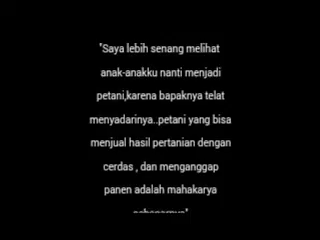 "Saya lebih senang melihat
anak-anakku nanti menjadi
petani,karena bapaknya telat
menyadarinya..petani yang bisa
menjual hasil pertanian dengan
cerdas , dan menganggap
panen adalah mahakarya